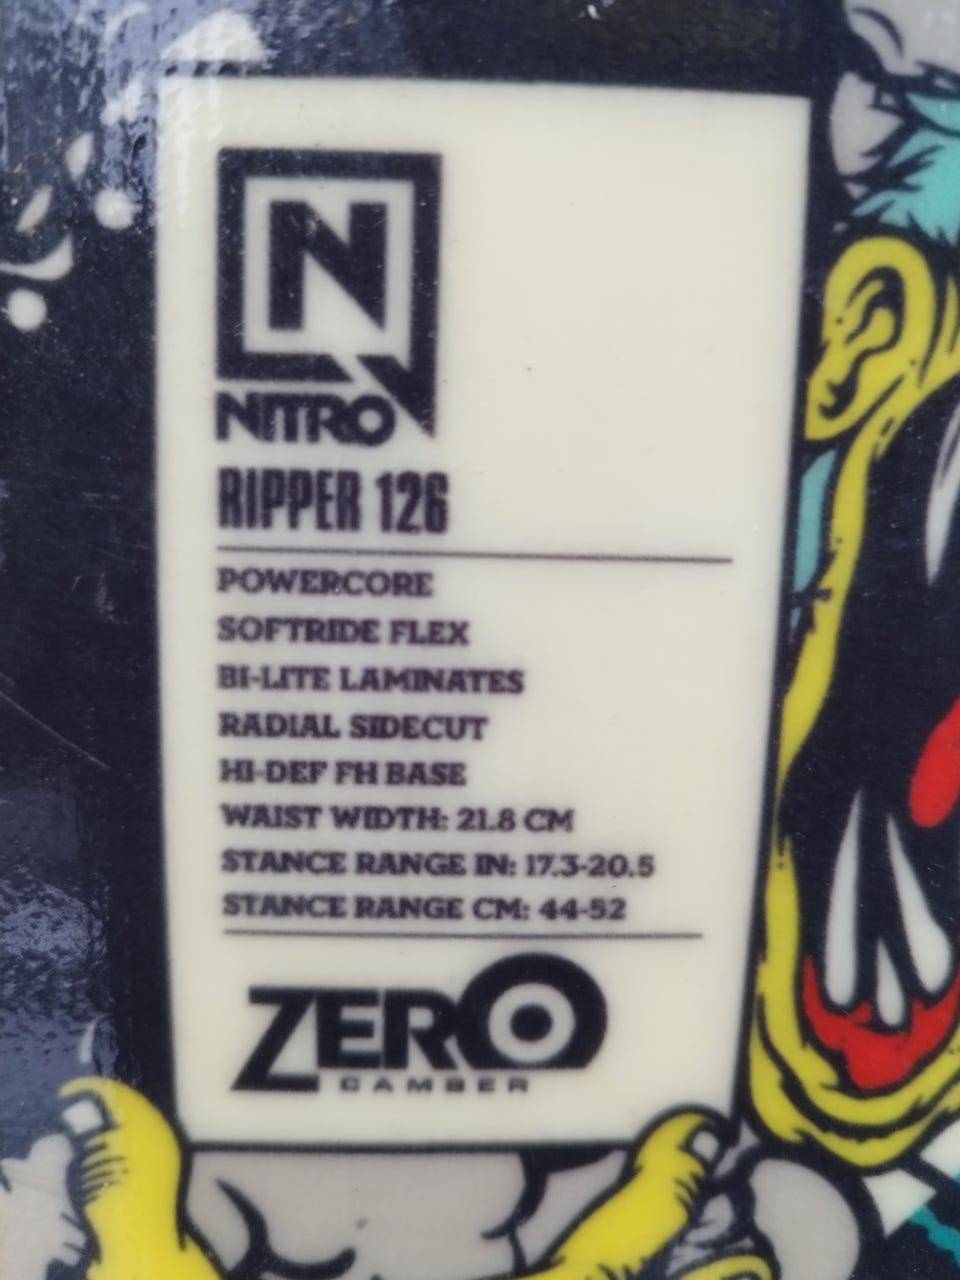 N
NITRO
RIPPER 126
POWERCORE
SOFTRIDE FLEX
BI-LITE LAMINATES
RADIAL SIDECUT
HI-DEF FH BASE
WAIST WIDTH: 21.8 CM
STANCE RANGE IN: 17.3-20.5
STANCE RANGE CM: 44-52
ZERO
CAMBER